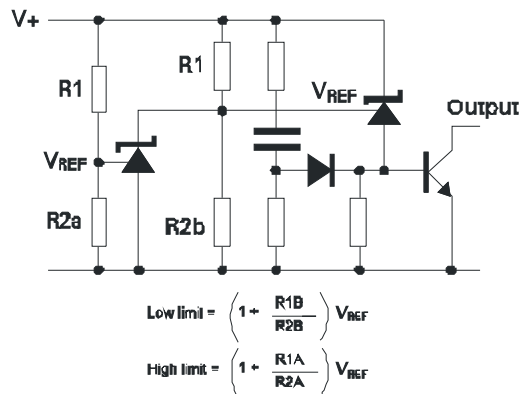 V+
R1
R1
VREF
Output
VREF
R2a
R2b
Low limit = ( 1 + R1B / R2B ) VREF
High limit = ( 1 + R1A / R2A ) VREF